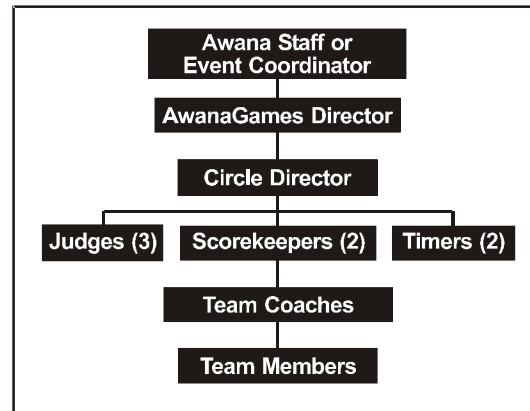 Awana Staff or
Event Coordinator
AwanaGames Director
Circle Director
Judges (3) Scorekeepers (2) Timers (2)
Team Coaches
Team Members